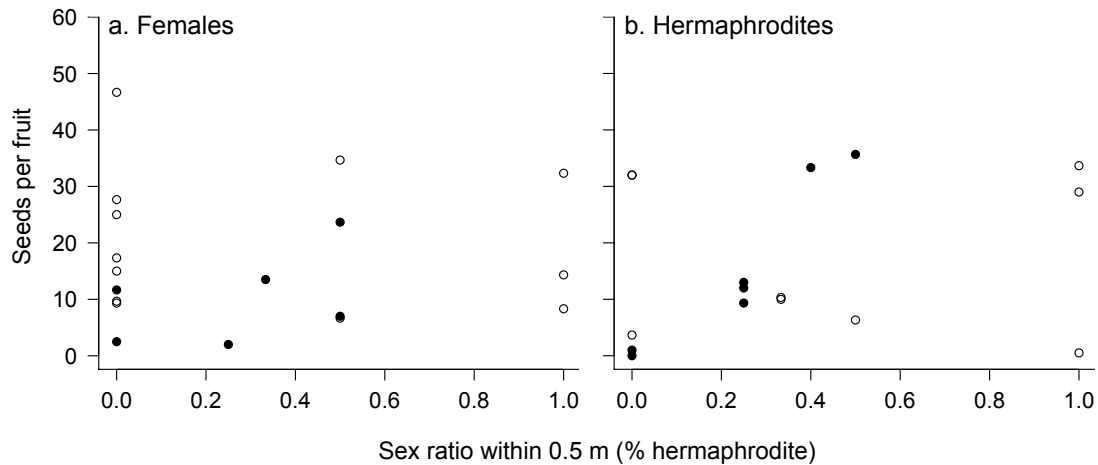 a. Females
b. Hermaphrodites
Seeds per fruit
60
50
40
30
20
10
0
0.0 0.2 0.4 0.6 0.8 1.0
0.0 0.2 0.4 0.6 0.8 1.0
Sex ratio within 0.5 m (% hermaphrodite)